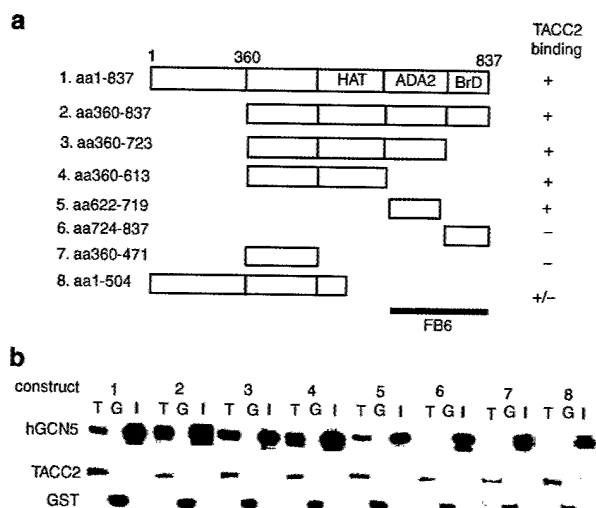 a
TACC2 binding
1 360 837
1. aa1-837 HAT ADA2 BrD +
2. aa360-837 +
3. aa360-723 +
4. aa360-613 +
5. aa622-719 +
6. aa724-837 –
7. aa360-471 –
8. aa1-504 +/–
FB6
b
construct 1 2 3 4 5 6 7 8
T G I T G I T G I T G I T G I T G I T G I T G I
hGCN5
TACC2
GST